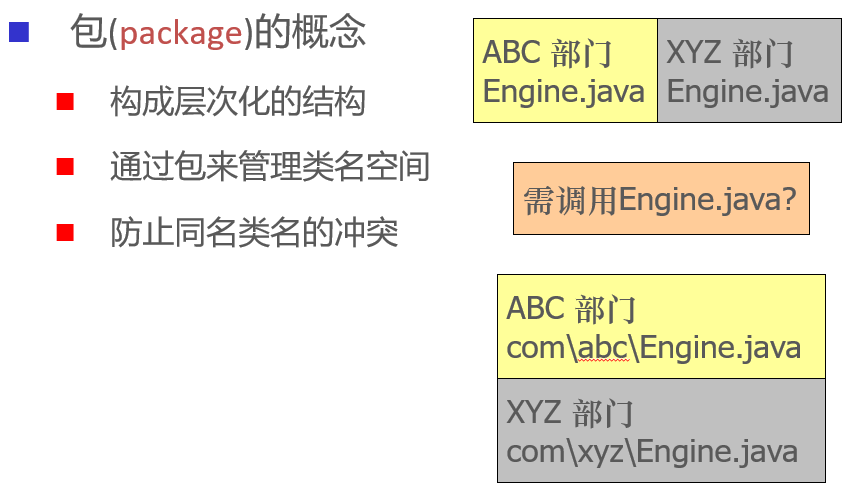 包(package)的概念
构成层次化的结构
通过包来管理类名空间
防止同名类名的冲突
ABC 部门
Engine.java
XYZ 部门
Engine.java
需调用Engine.java?
ABC 部门
com\abc\Engine.java
XYZ 部门
com\xyz\Engine.java